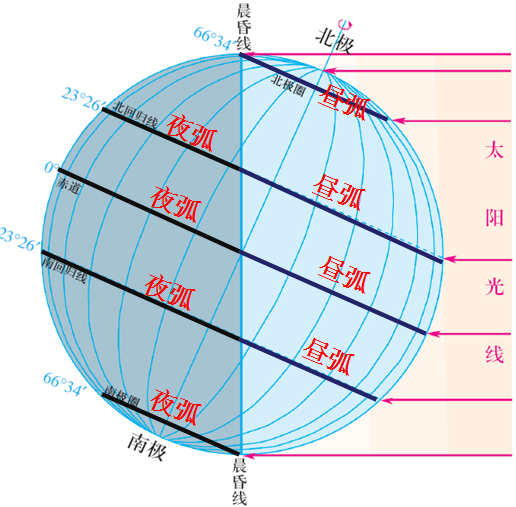 晨昏线
北极
66°34′
北极圈
昼弧
23°26′
北回归线
夜弧
昼弧
太阳光线
0°
赤道
夜弧
昼弧
23°26′
南回归线
夜弧
昼弧
66°34′
南极圈
夜弧
南极
晨昏线